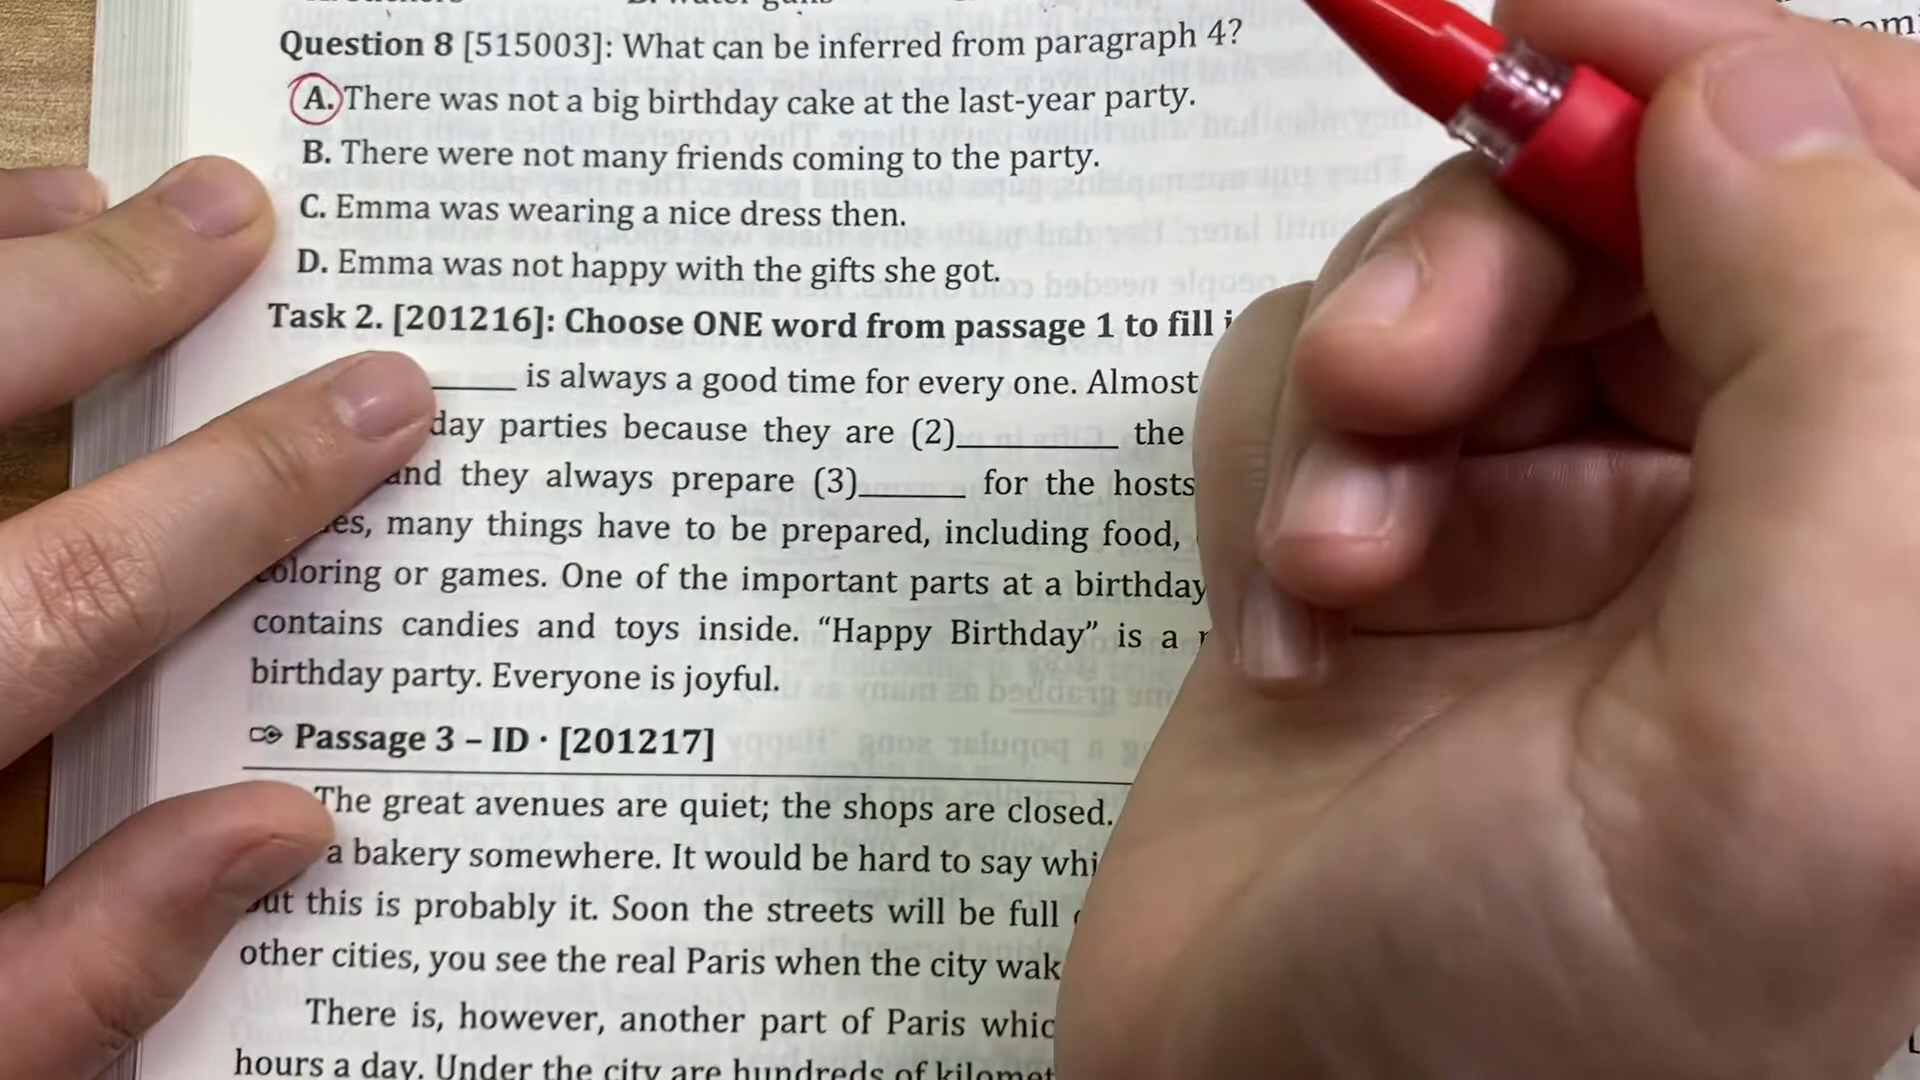 Question 8 [515003]: What can be inferred from paragraph 4?
A. There was not a big birthday cake at the last-year party.
B. There were not many friends coming to the party.
C. Emma was wearing a nice dress then.
D. Emma was not happy with the gifts she got.
Task 2. [201216]: Choose ONE word from passage 1 to fill
______ is always a good time for every one. Almost
day parties because they are (2)__________ the
and they always prepare (3)_______ for the hosts
es, many things have to be prepared, including food,
coloring or games. One of the important parts at a birthday
contains candies and toys inside. “Happy Birthday” is a
birthday party. Everyone is joyful.
Passage 3 – ID · [201217]
The great avenues are quiet; the shops are closed.
a bakery somewhere. It would be hard to say whi
but this is probably it. Soon the streets will be full
other cities, you see the real Paris when the city wak
There is, however, another part of Paris whic
hours a day. Under the city are hundreds of kilomet